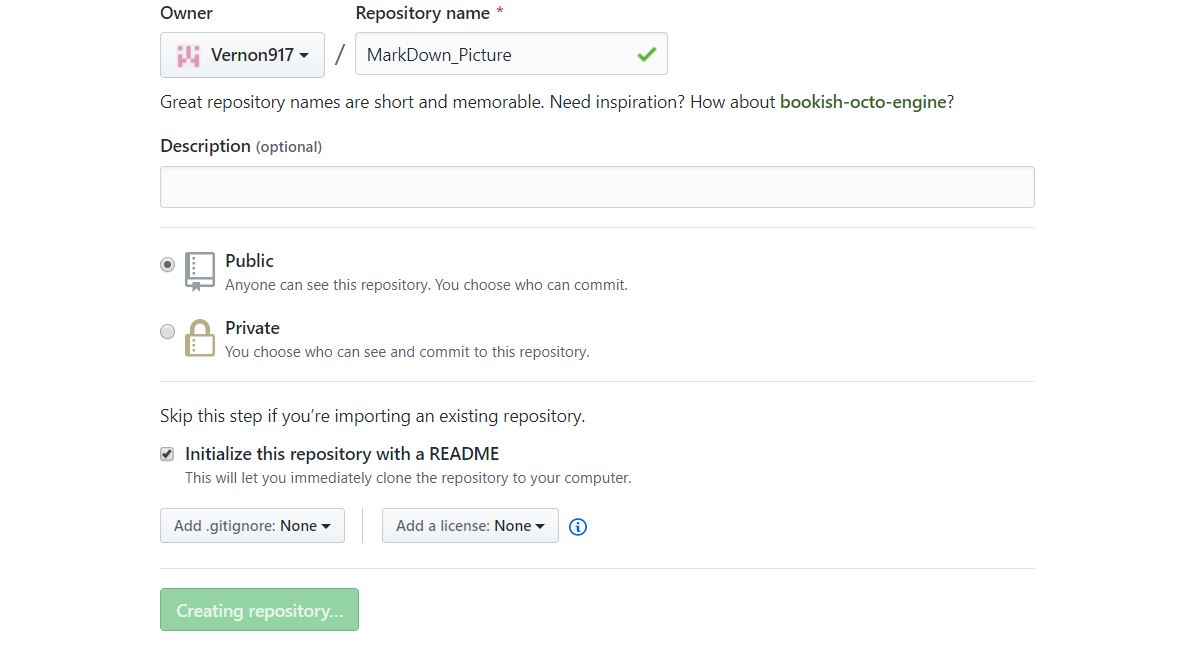 Owner Repository name *
Vernon917 / MarkDown_Picture
Great repository names are short and memorable. Need inspiration? How about bookish-octo-engine?
Description (optional)
Public
Anyone can see this repository. You choose who can commit.
Private
You choose who can see and commit to this repository.
Skip this step if you’re importing an existing repository.
Initialize this repository with a README
This will let you immediately clone the repository to your computer.
Add .gitignore: None Add a license: None
Creating repository...